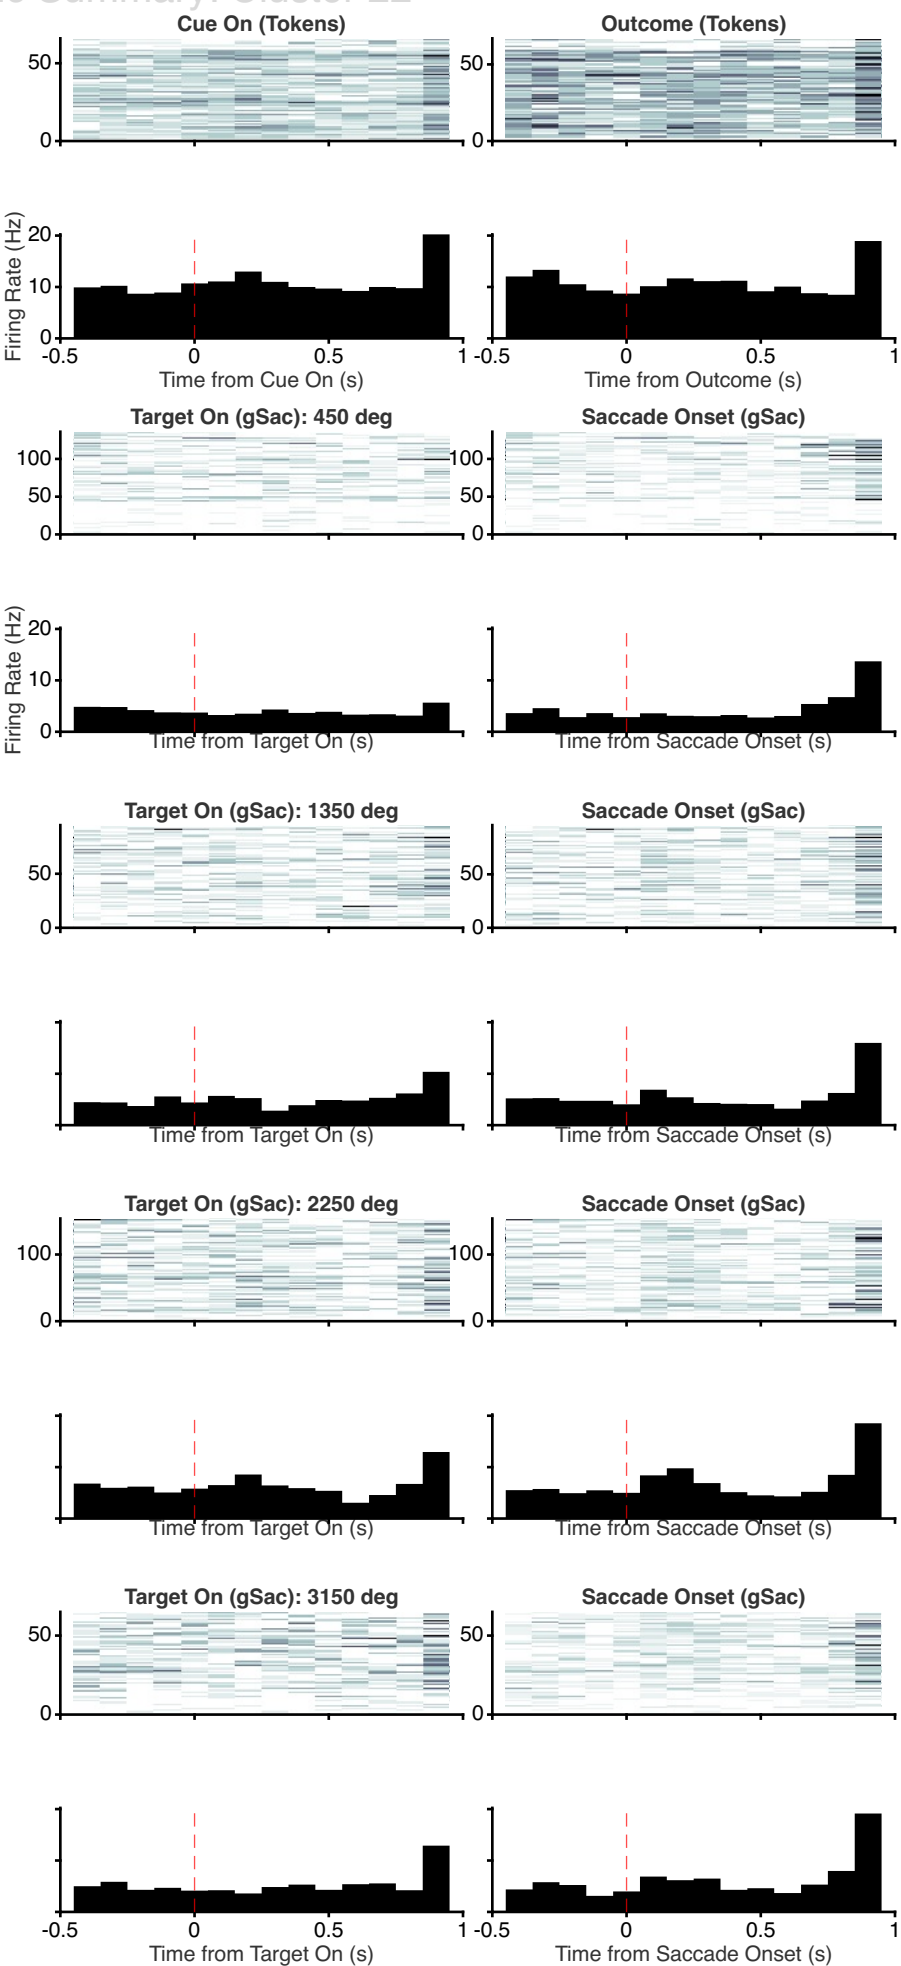 Summary: Cluster 22
Cue On (Tokens)
Outcome (Tokens)
50
0
50
0
Firing Rate (Hz)
20
10
0
-0.5
0
0.5
1
-0.5
0
0.5
1
Time from Cue On (s)
Time from Outcome (s)
Target On (gSac): 450 deg
Saccade Onset (gSac)
100
50
0
100
50
0
Firing Rate (Hz)
20
10
0
Time from Target On (s)
Time from Saccade Onset (s)
Target On (gSac): 1350 deg
Saccade Onset (gSac)
50
0
50
0
Time from Target On (s)
Time from Saccade Onset (s)
Target On (gSac): 2250 deg
Saccade Onset (gSac)
100
0
100
0
Time from Target On (s)
Time from Saccade Onset (s)
Target On (gSac): 3150 deg
Saccade Onset (gSac)
50
0
50
0
-0.5
0
0.5
1
-0.5
0
0.5
1
Time from Target On (s)
Time from Saccade Onset (s)